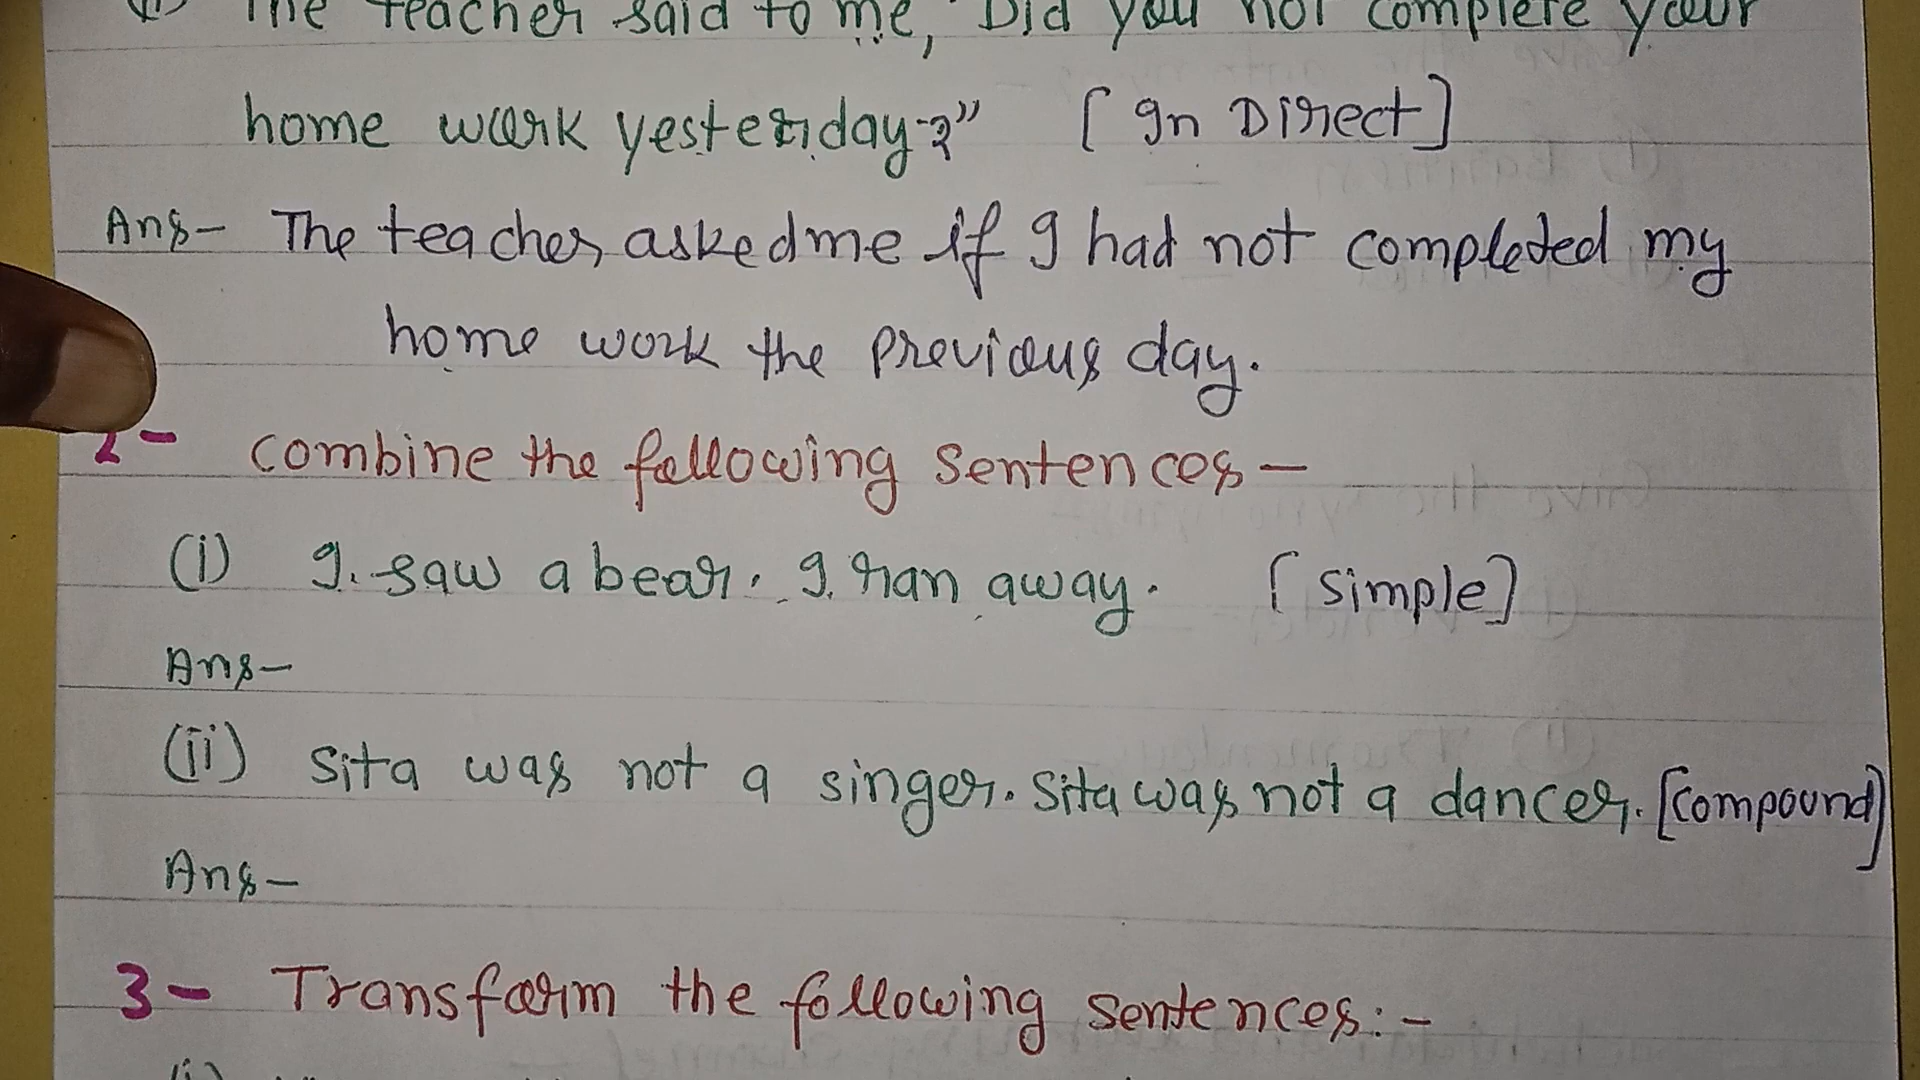 The teacher said to me, "Did you not complete your
home work yesterday?" [In Direct]
Ans- The teacher asked me if I had not completed my
home work the previous day.
2- combine the following sentences-
(i) I saw a bear. I ran away. [simple]
Ans-
(ii) Sita was not a singer. Sita was not a dancer. [compound]
Ans-
3- Transform the following sentences:-
(i)